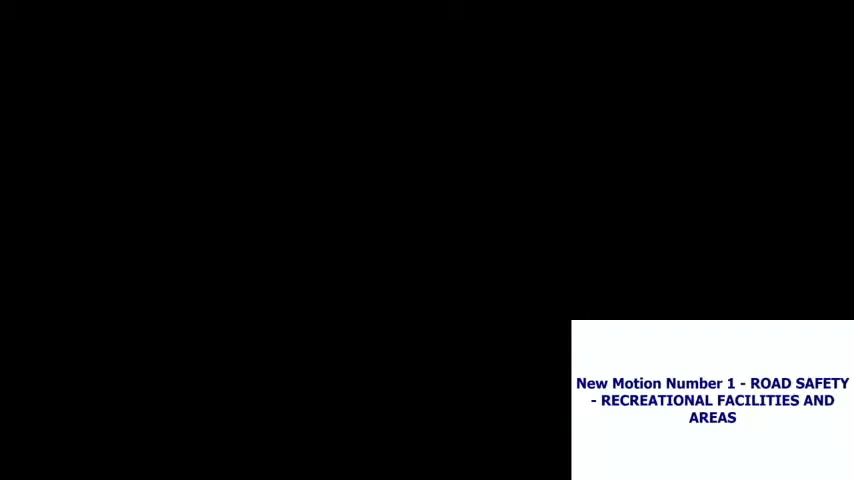 New Motion Number 1 - ROAD SAFETY
- RECREATIONAL FACILITIES AND
AREAS